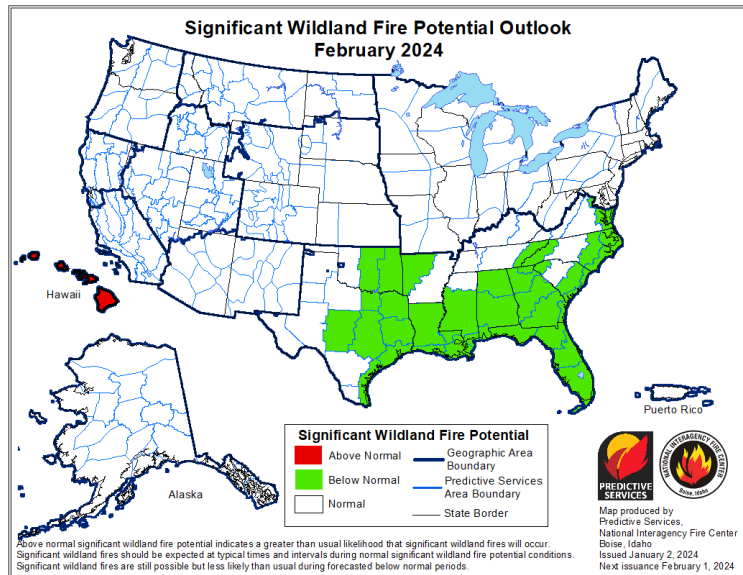 Significant Wildland Fire Potential Outlook
February 2024
Hawaii
Alaska
Puerto Rico
Significant Wildland Fire Potential
Above Normal
Below Normal
Normal
Geographic Area
Boundary
Predictive Services
Area Boundary
State Border
PREDICTIVE
SERVICES
NATIONAL INTERAGENCY FIRE CENTER
Boise, Idaho
Map produced by
Predictive Services,
National Interagency Fire Center
Boise, Idaho
Issued January 2, 2024
Next issuance February 1, 2024
Above normal significant wildland fire potential indicates a greater than usual likelihood that significant wildland fires will occur.
Significant wildland fires should be expected at typical times and intervals during normal significant wildland fire potential conditions.
Significant wildland fires are still possible but less likely than usual during forecasted below normal periods.